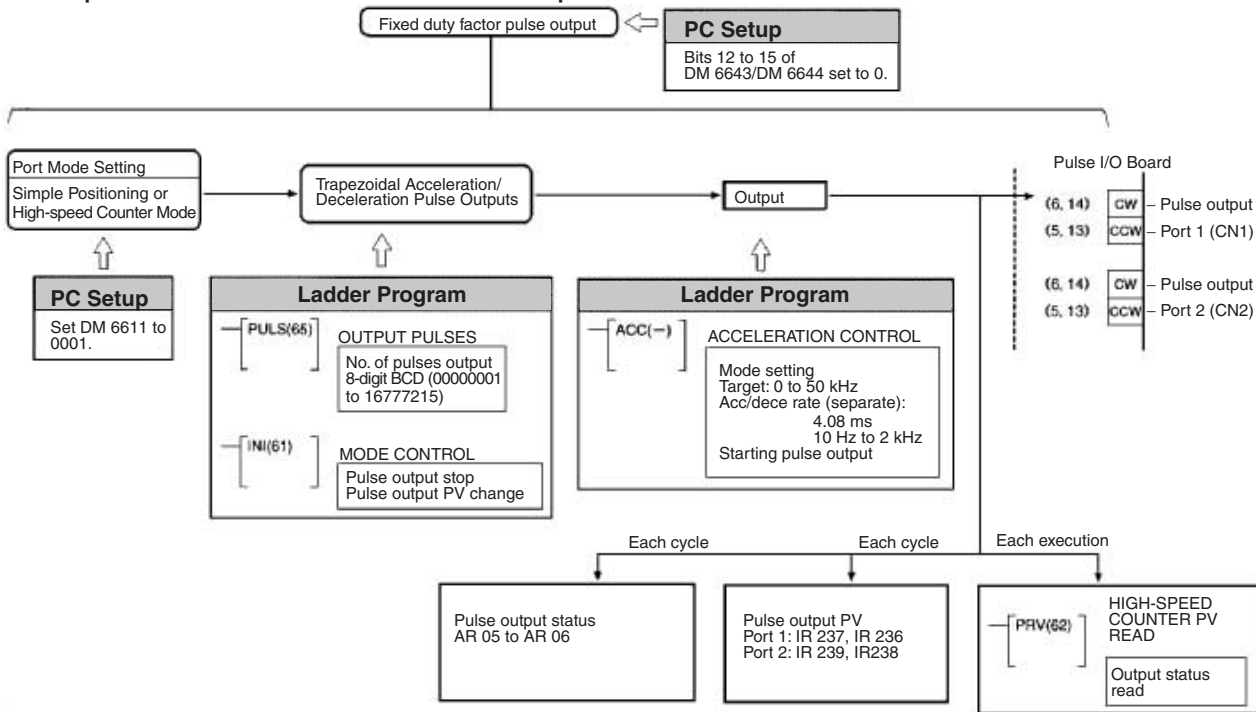 Fixed duty factor pulse output
PC Setup
Bits 12 to 15 of
DM 6643/DM 6644 set to 0.
Port Mode Setting
Simple Positioning or
High-speed Counter Mode
Trapezoidal Acceleration/
Deceleration Pulse Outputs
Output
Pulse I/O Board
(6, 14) CW – Pulse output
(5, 13) CCW – Port 1 (CN1)
(6, 14) CW – Pulse output
(5, 13) CCW – Port 2 (CN2)
PC Setup
Set DM 6611 to
0001.
Ladder Program
PULS(65)
OUTPUT PULSES
No. of pulses output
8-digit BCD (00000001
to 16777215)
INI(61)
MODE CONTROL
Pulse output stop
Pulse output PV change
Ladder Program
ACC(—)
ACCELERATION CONTROL
Mode setting
Target: 0 to 50 kHz
Acc/dece rate (separate):
4.08 ms
10 Hz to 2 kHz
Starting pulse output
Each cycle
Each cycle
Each execution
Pulse output status
AR 05 to AR 06
Pulse output PV
Port 1: IR 237, IR 236
Port 2: IR 239, IR238
PRV(62)
HIGH-SPEED
COUNTER PV
READ
Output status
read